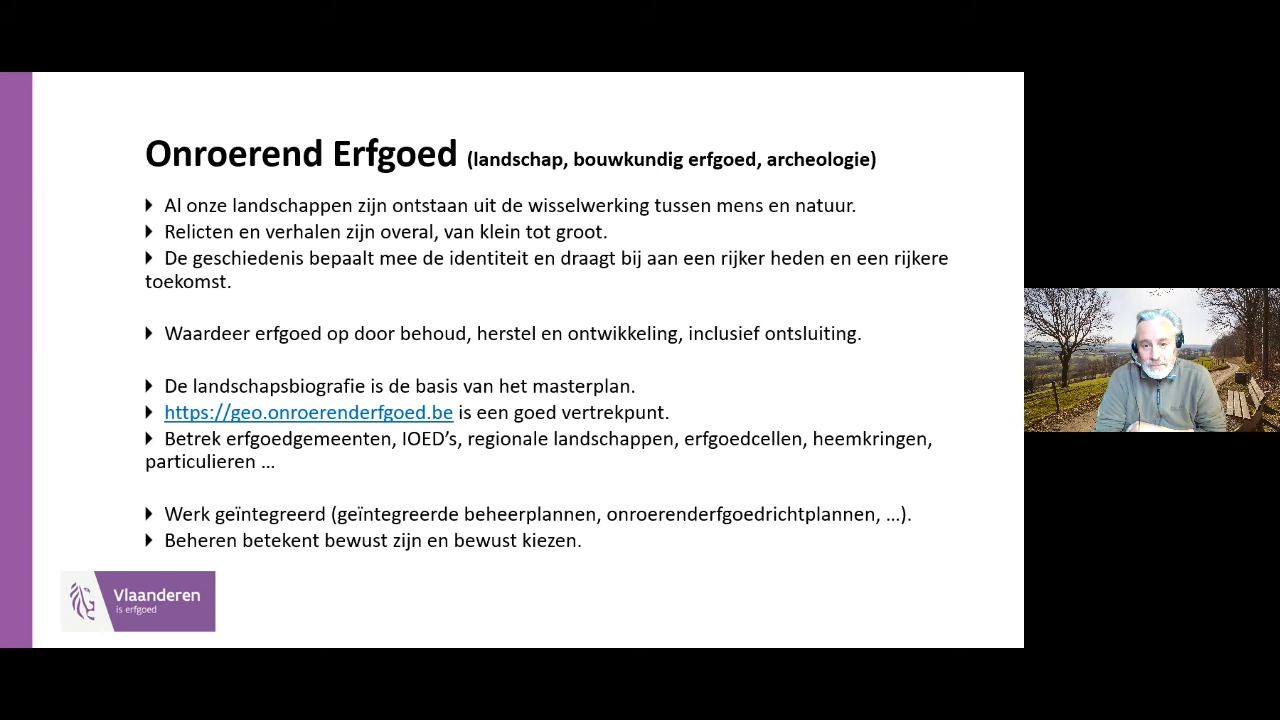 Onroerend Erfgoed (landschap, bouwkundig erfgoed, archeologie)
Al onze landschappen zijn ontstaan uit de wisselwerking tussen mens en natuur.
Relicten en verhalen zijn overal, van klein tot groot.
De geschiedenis bepaalt mee de identiteit en draagt bij aan een rijker heden en een rijkere
toekomst.
Waardeer erfgoed op door behoud, herstel en ontwikkeling, inclusief ontsluiting.
De landschapsbiografie is de basis van het masterplan.
https://geo.onroerenderfgoed.be is een goed vertrekpunt.
Betrek erfgoedgemeenten, IOED’s, regionale landschappen, erfgoedcellen, heemkringen,
particulieren …
Werk geïntegreerd (geïntegreerde beheerplannen, onroerenderfgoedrichtplannen, …).
Beheren betekent bewust zijn en bewust kiezen.
Vlaanderen
is erfgoed